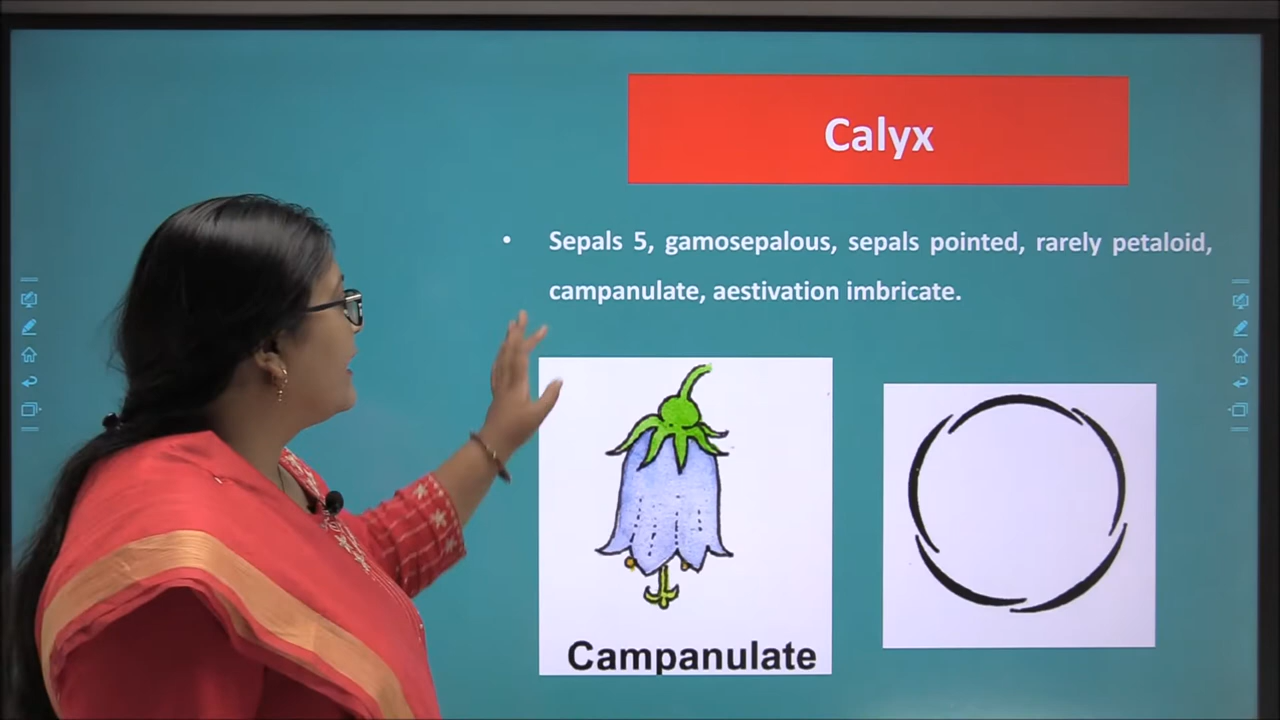 Calyx
• Sepals 5, gamosepalous, sepals pointed, rarely petaloid,
campanulate, aestivation imbricate.
Campanulate